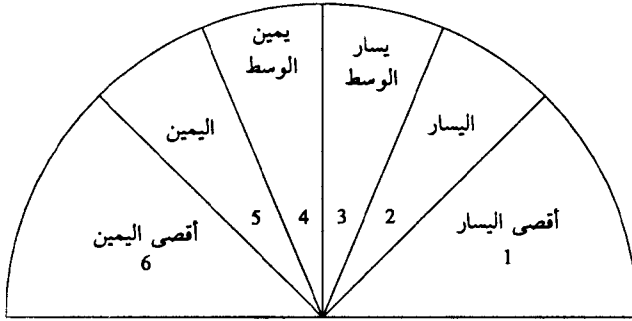 أقصى اليسار
1
اليسار
2
يسار
الوسط
3
يمين
الوسط
4
اليمين
5
أقصى اليمين
6